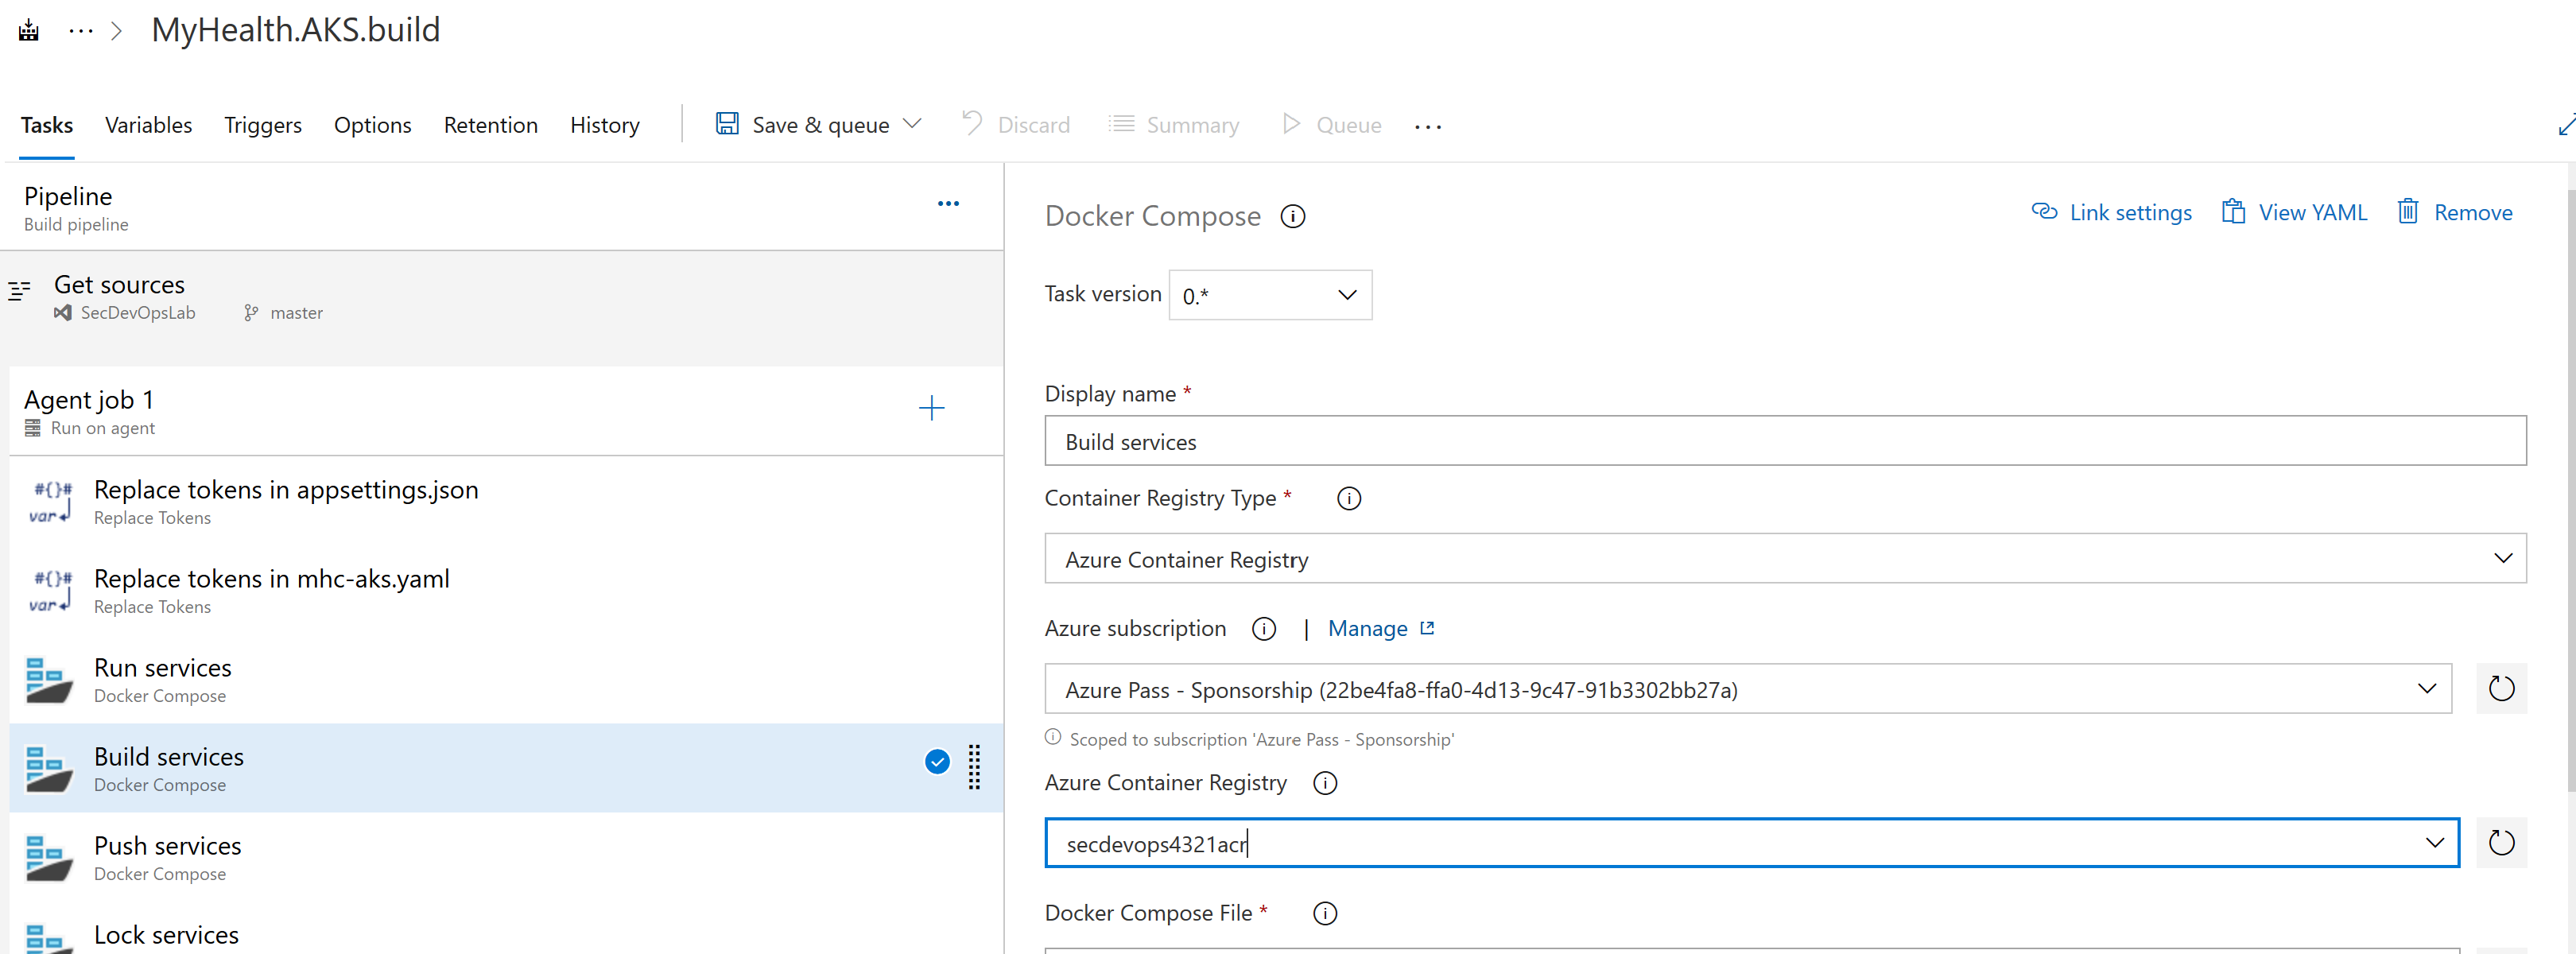 ··· > MyHealth.AKS.build
Tasks Variables Triggers Options Retention History Save & queue Discard Summary Queue ···
Pipeline
Build pipeline
Get sources
SecDevOpsLab master
Agent job 1
Run on agent
#{}# var Replace tokens in appsettings.json
Replace Tokens
#{}# var Replace tokens in mhc-aks.yaml
Replace Tokens
Run services
Docker Compose
Build services
Docker Compose
Push services
Docker Compose
Lock services
Docker Compose
Link settings View YAML Remove
Task version 0.*
Display name *
Build services
Container Registry Type *
Azure Container Registry
Azure subscription | Manage
Azure Pass - Sponsorship (22be4fa8-ffa0-4d13-9c47-91b3302bb27a)
Scoped to subscription 'Azure Pass - Sponsorship'
Azure Container Registry
secdevops4321acr
Docker Compose File *